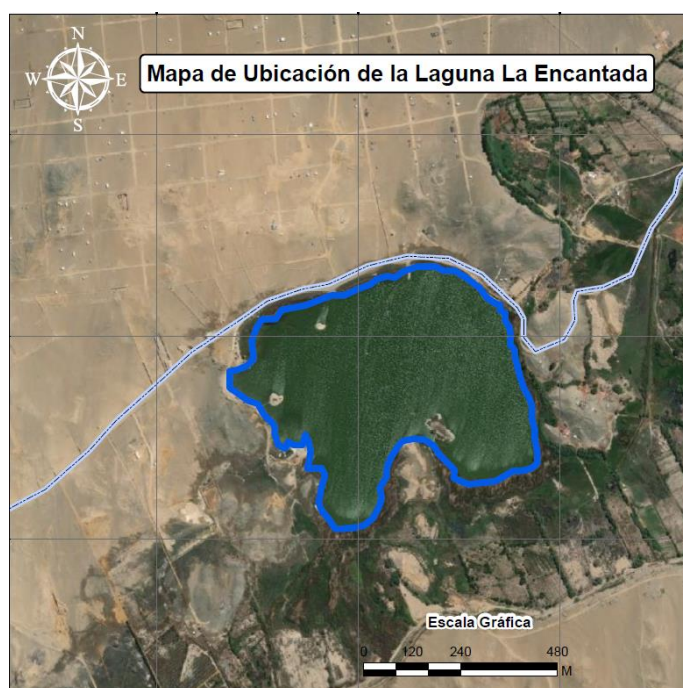 N
W E
S
Mapa de Ubicación de la Laguna La Encantada
Escala Gráfica
0 120 240 480
M